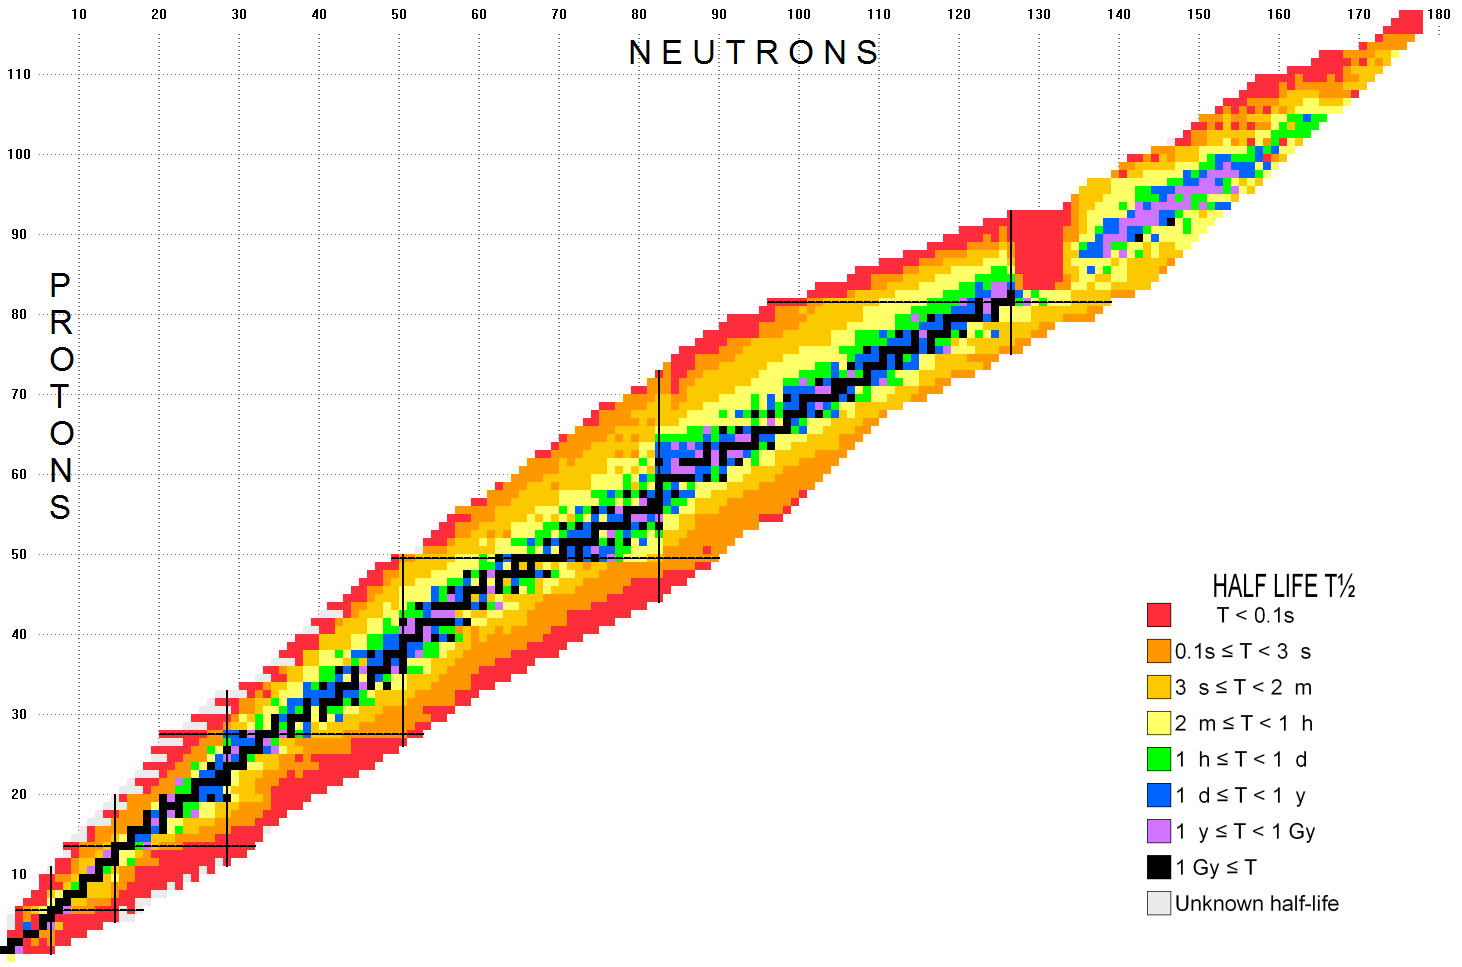 10 20 30 40 50 60 70 80 90 100 110 120 130 140 150 160 170 180
NEUTRONS
110
100
90
80
70
60
50
40
30
20
10
PROTONS
HALF LIFE T½
T < 0.1s
0.1s ≤ T < 3 s
3 s ≤ T < 2 m
2 m ≤ T < 1 h
1 h ≤ T < 1 d
1 d ≤ T < 1 y
1 y ≤ T < 1 Gy
1 Gy ≤ T
Unknown half-life